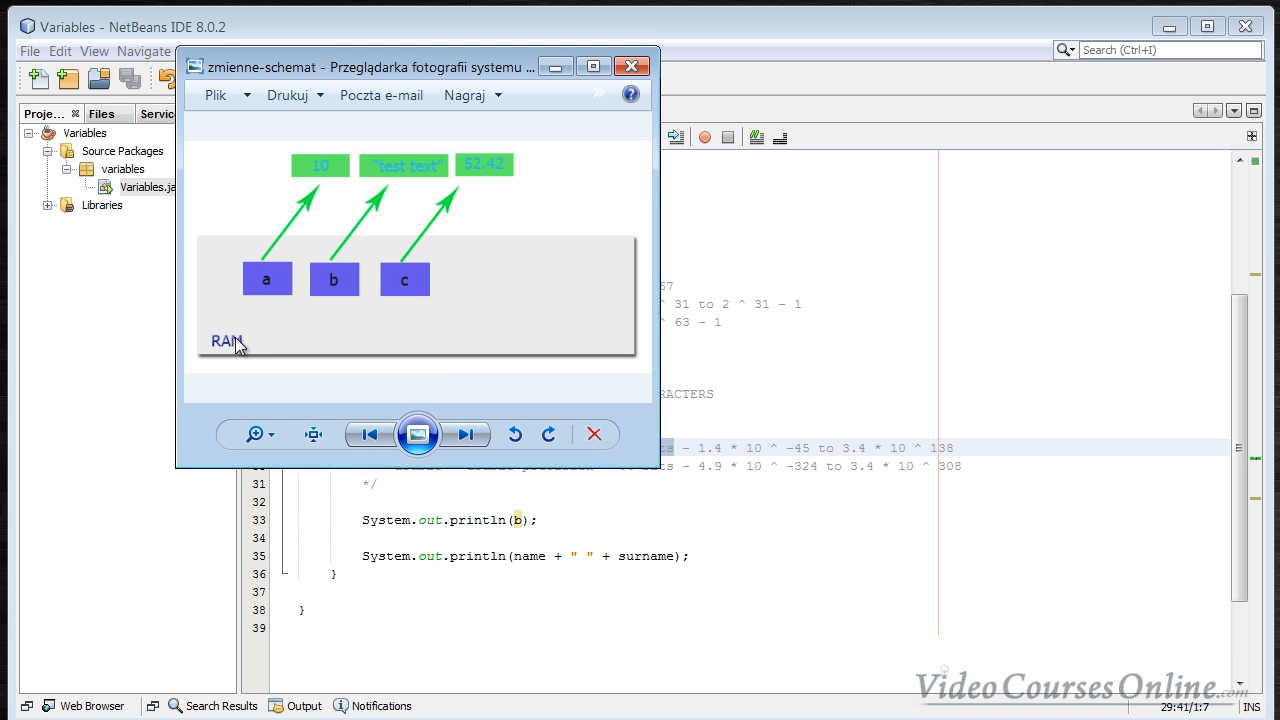 Variables - NetBeans IDE 8.0.2
File Edit View Navigate
Search (Ctrl+I)
zmienne-schemat - Przeglądarka fotografii systemu ...
Plik Drukuj Poczta e-mail Nagraj
Proje... Files Servic
Variables
Source Packages
variables
Variables.ja
Libraries
10 "test text" 52.42
a b c
RAM
67
^ 31 to 2 ^ 31 - 1
^ 63 - 1
RACTERS
ts - 1.4 * 10 ^ -45 to 3.4 * 10 ^ 138
- 4.9 * 10 ^ -324 to 3.4 * 10 ^ 308
31 */
32
33 System.out.println(b);
34
35 System.out.println(name + " " + surname);
36 }
37
38 }
39
VideoCoursesOnline.com
Web Browser Search Results Output Notifications 29:41/1:7 INS